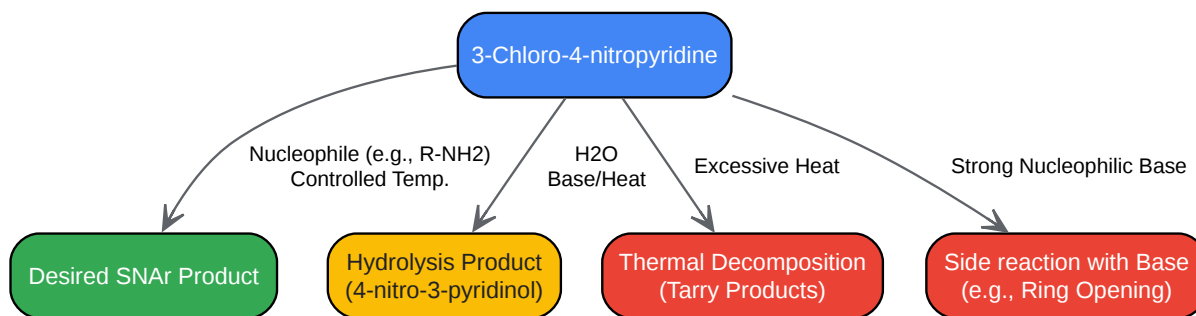 3-Chloro-4-nitropyridine
Nucleophile (e.g., R-NH2)
Controlled Temp.
H2O
Base/Heat
Excessive Heat
Strong Nucleophilic Base
Desired SNAr Product
Hydrolysis Product
(4-nitro-3-pyridinol)
Thermal Decomposition
(Tarry Products)
Side reaction with Base
(e.g., Ring Opening)